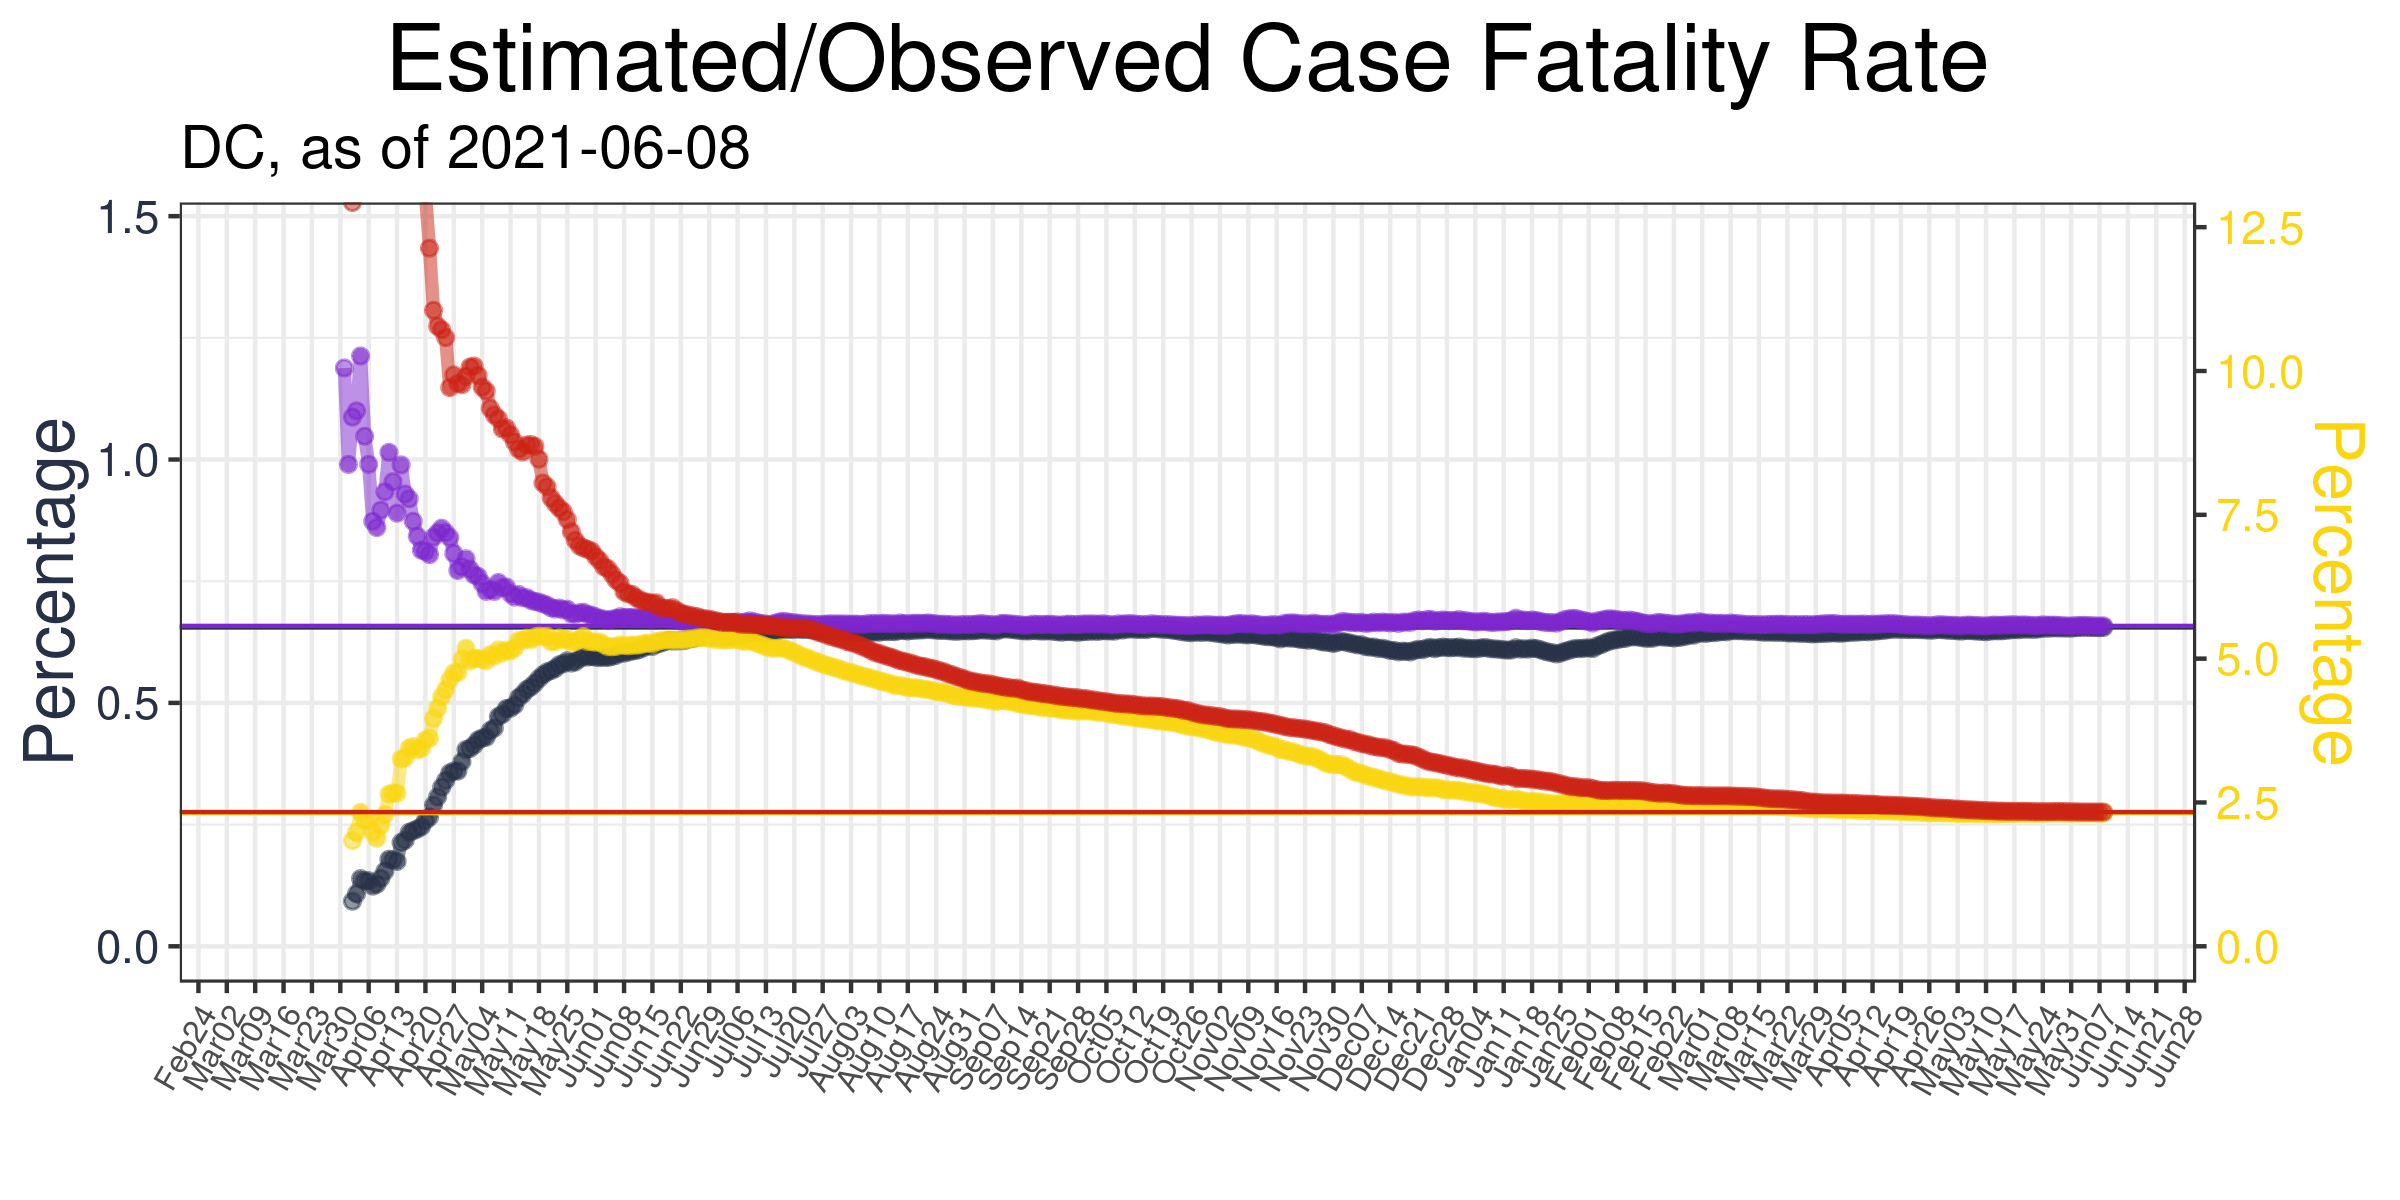 Estimated/Observed Case Fatality Rate
DC, as of 2021-06-08
Percentage
1.5
1.0
0.5
0.0
12.5
10.0
7.5
5.0
2.5
0.0
Percentage
Feb24
Mar02
Mar09
Mar16
Mar23
Mar30
Apr06
Apr13
Apr20
Apr27
May04
May11
May18
May25
Jun01
Jun08
Jun15
Jun22
Jun29
Jul06
Jul13
Jul20
Jul27
Aug03
Aug10
Aug17
Aug24
Aug31
Sep07
Sep14
Sep21
Sep28
Oct05
Oct12
Oct19
Oct26
Nov02
Nov09
Nov16
Nov23
Nov30
Dec07
Dec14
Dec21
Dec28
Jan04
Jan11
Jan18
Jan25
Feb01
Feb08
Feb15
Feb22
Mar01
Mar08
Mar15
Mar22
Mar29
Apr05
Apr12
Apr19
Apr26
May03
May10
May17
May24
May31
Jun07
Jun14
Jun21
Jun28